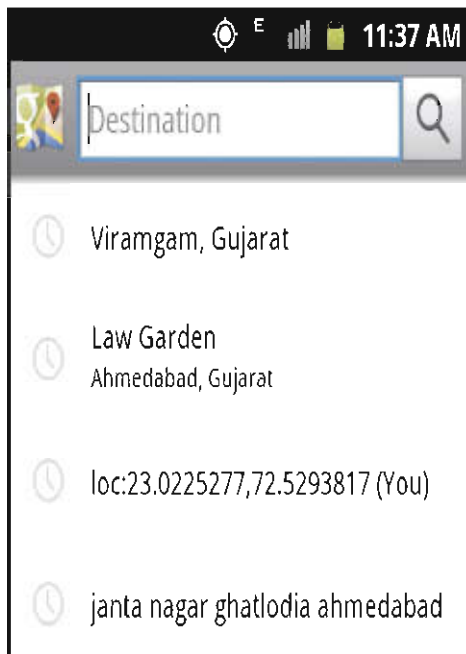 E 11:37 AM
Destination
Viramgam, Gujarat
Law Garden
Ahmedabad, Gujarat
loc:23.0225277,72.5293817 (You)
janta nagar ghatlodia ahmedabad